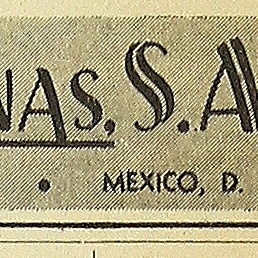 NAS, S. A
• MEXICO, D.